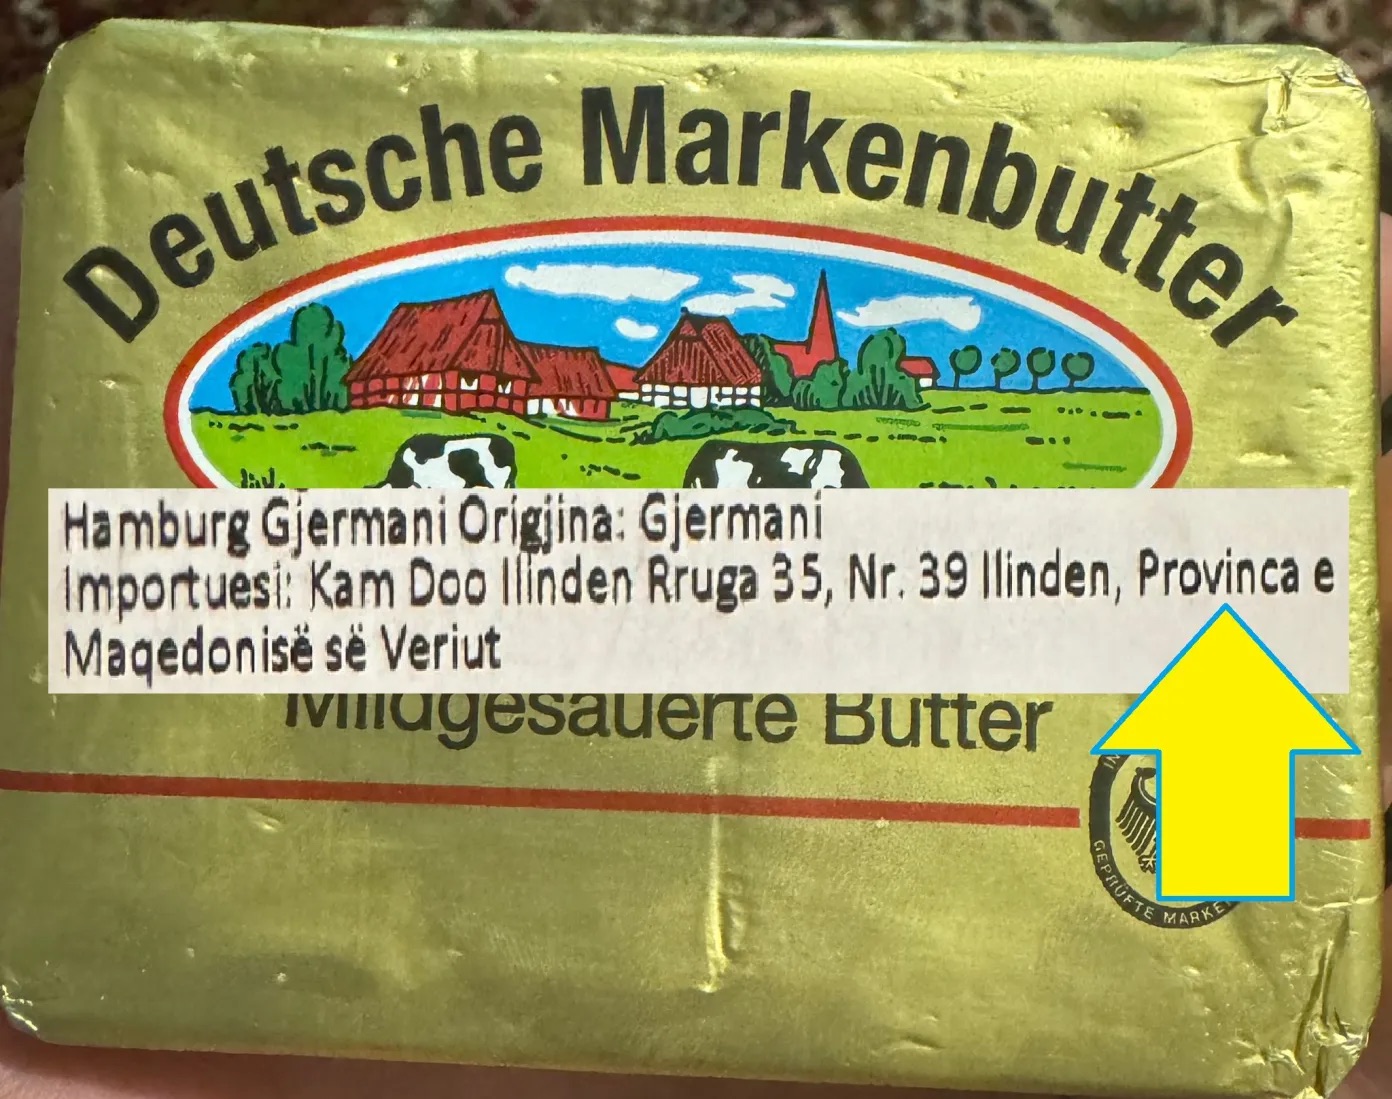 Deutsche Markenbutter
Hamburg Gjermani Origjina: Gjermani
Importuesi: Kam Doo Ilinden Rruga 35, Nr. 39 Ilinden, Provinca e
Maqedonisë së Veriut
Mildgesäuerte Butter
GEPRÜFTE